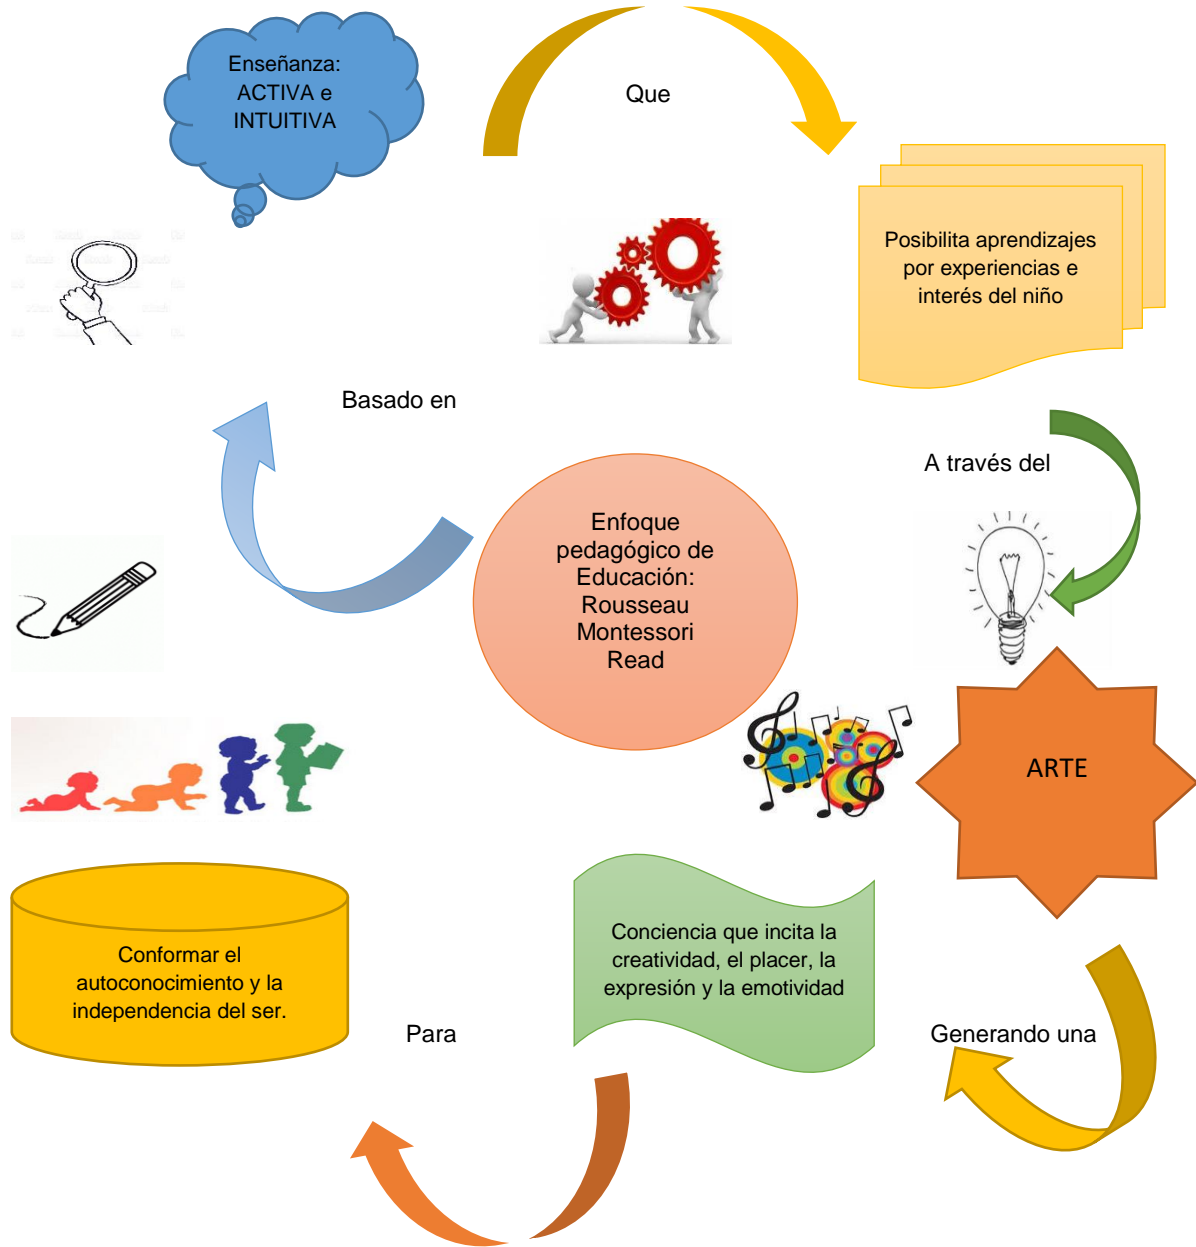 Enseñanza:
ACTIVA e
INTUITIVA
Que
Posibilita aprendizajes
por experiencias e
interés del niño
Basado en
A través del
Enfoque
pedagógico de
Educación:
Rousseau
Montessori
Read
ARTE
Conciencia que incita la
creatividad, el placer, la
expresión y la emotividad
Conformar el
autoconocimiento y la
independencia del ser.
Para
Generando una